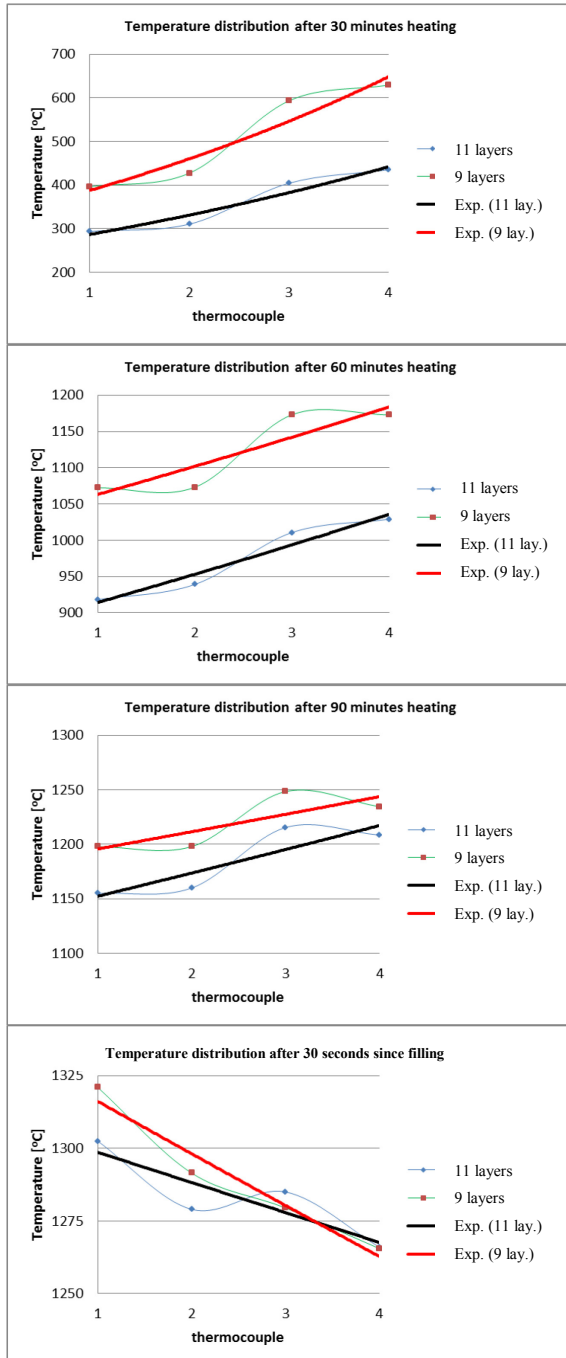 Temperature distribution after 30 minutes heating
Temperature [°C]
700
600
500
400
300
200
1 2 3 4
thermocouple
11 layers
9 layers
Exp. (11 lay.)
Exp. (9 lay.)
Temperature distribution after 60 minutes heating
Temperature [°C]
1200
1150
1100
1050
1000
950
900
1 2 3 4
thermocouple
11 layers
9 layers
Exp. (11 lay.)
Exp. (9 lay.)
Temperature distribution after 90 minutes heating
Temperature [°C]
1300
1250
1200
1150
1100
1 2 3 4
thermocouple
11 layers
9 layers
Exp. (11 lay.)
Exp. (9 lay.)
Temperature distribution after 30 seconds since filling
Temperature [°C]
1325
1300
1275
1250
1 2 3 4
thermocouple
11 layers
9 layers
Exp. (11 lay.)
Exp. (9 lay.)